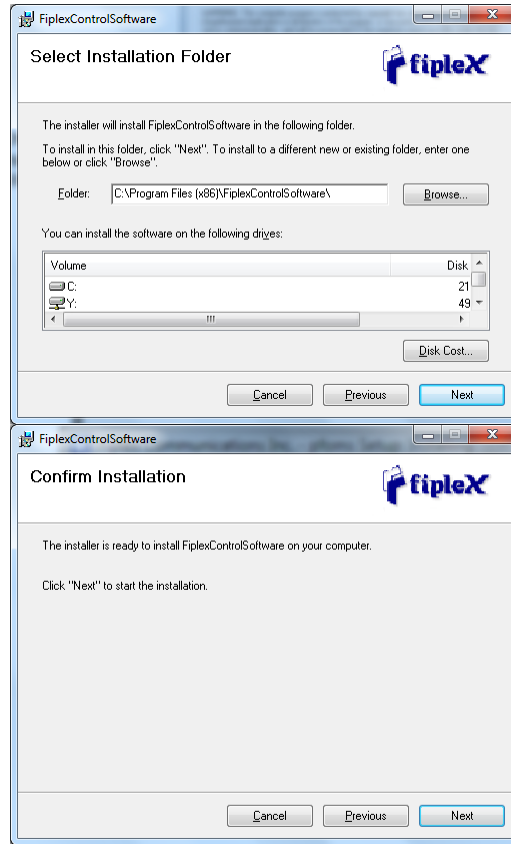 FiplexControlSoftware
Select Installation Folder
fipleX
The installer will install FiplexControlSoftware in the following folder.
To install in this folder, click "Next". To install to a different new or existing folder, enter one
below or click "Browse".
Folder: C:\Program Files (x86)\FiplexControlSoftware\ Browse...
You can install the software on the following drives:
Volume Disk
C: 21
Y: 49
Disk Cost...
Cancel Previous Next
FiplexControlSoftware
Confirm Installation
fipleX
The installer is ready to install FiplexControlSoftware on your computer.
Click "Next" to start the installation.
Cancel Previous Next